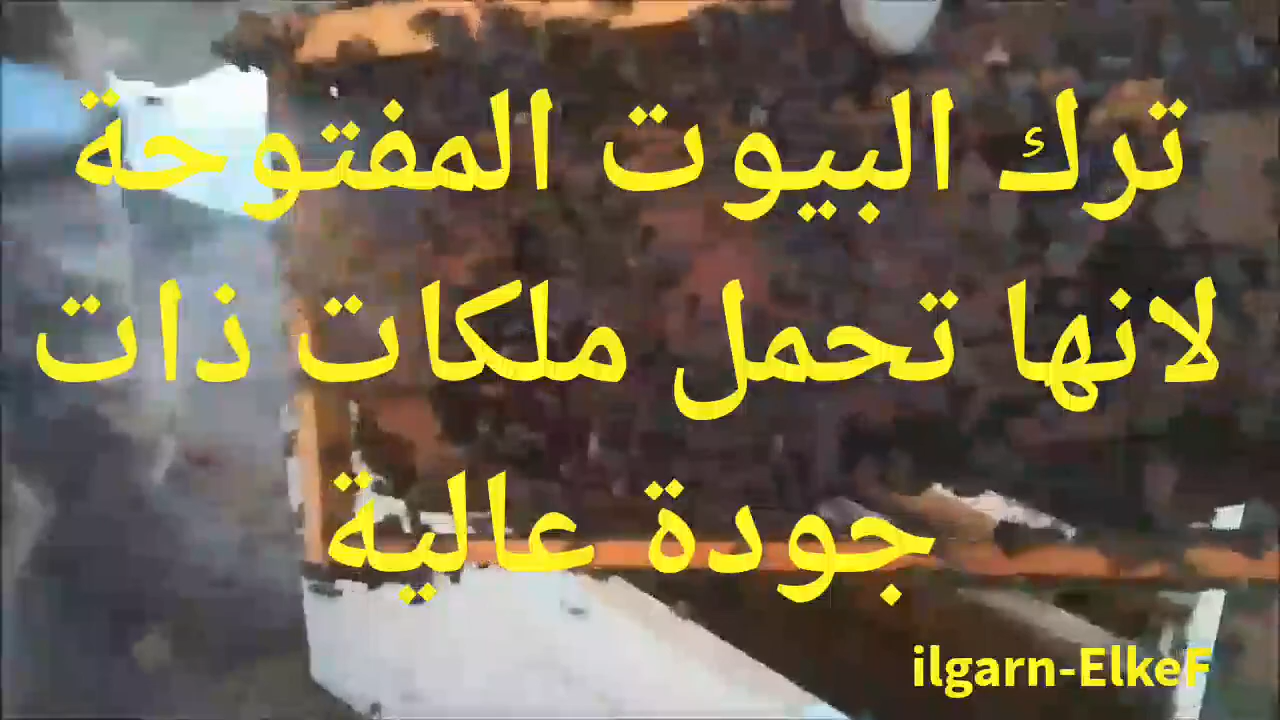 ترك البيوت المفتوحة
لانها تحمل ملكات ذات
جودة عالية
ilgarn-ElkeF